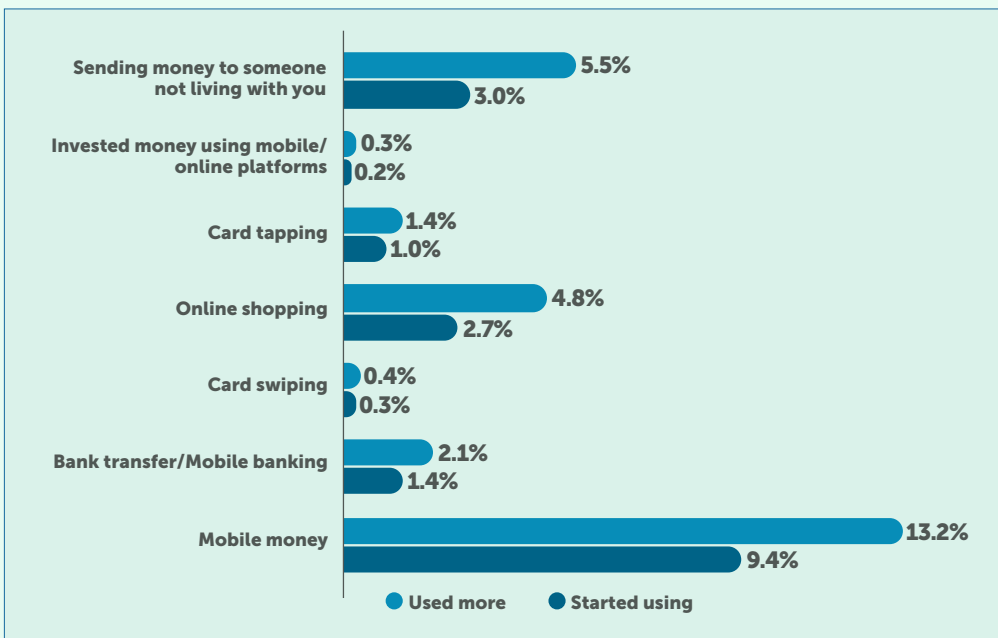 Sending money to someone
not living with you
5.5%
3.0%
Invested money using mobile/
online platforms
0.3%
0.2%
Card tapping
1.4%
1.0%
Online shopping
4.8%
2.7%
Card swiping
0.4%
0.3%
Bank transfer/Mobile banking
2.1%
1.4%
Mobile money
13.2%
9.4%
Used more
Started using